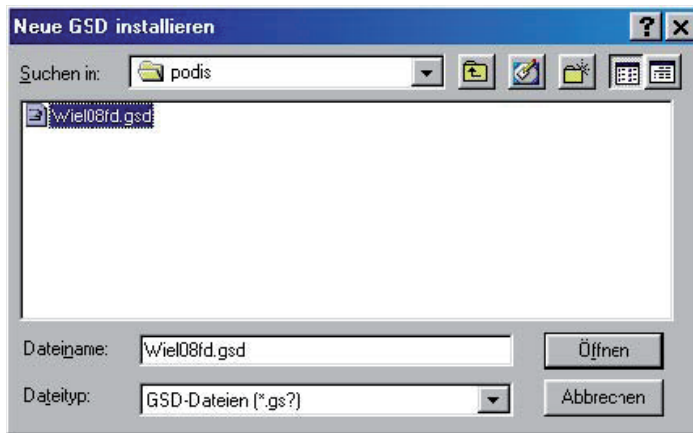 Neue GSD installieren
Suchen in: podis
Wiel08fd.gsd
Dateiname: Wiel08fd.gsd Öffnen
Dateityp: GSD-Dateien (*.gs?) Abbrechen